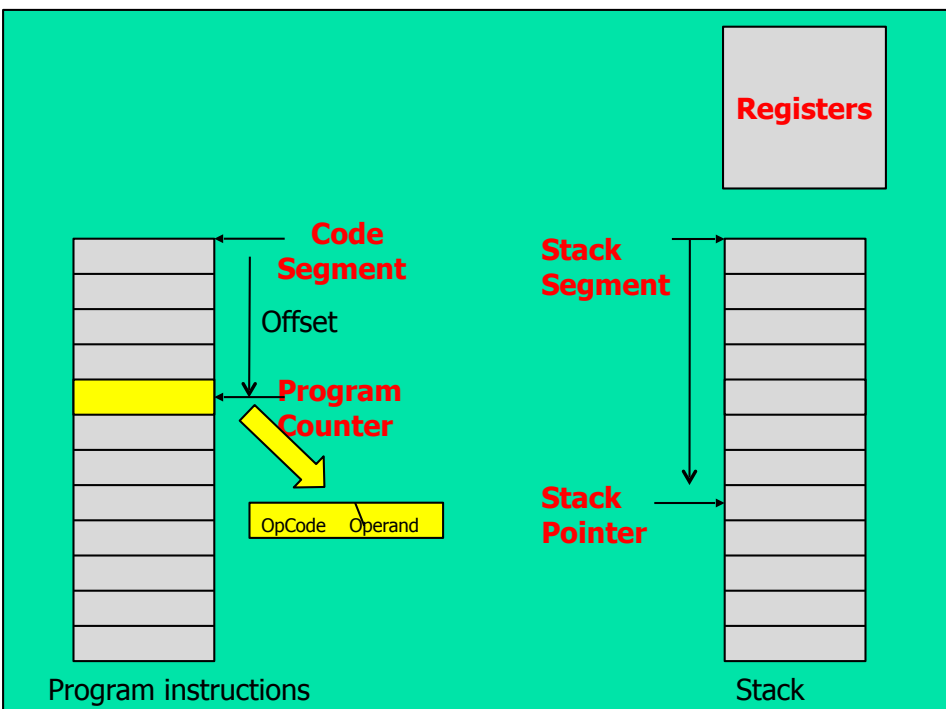 Registers
Code
Segment
Stack
Segment
Offset
Program
Counter
OpCode
Operand
Stack
Pointer
Program instructions
Stack